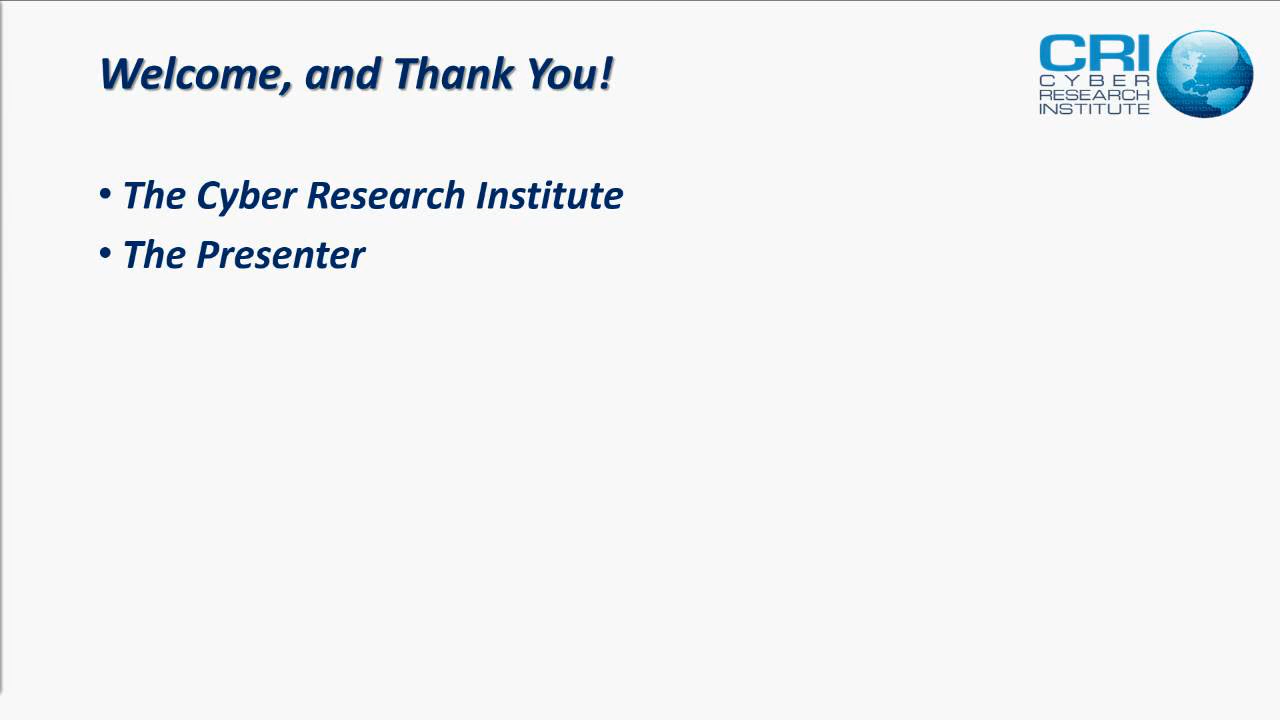 Welcome, and Thank You!
CRI
CYBER
RESEARCH
INSTITUTE
• The Cyber Research Institute
• The Presenter